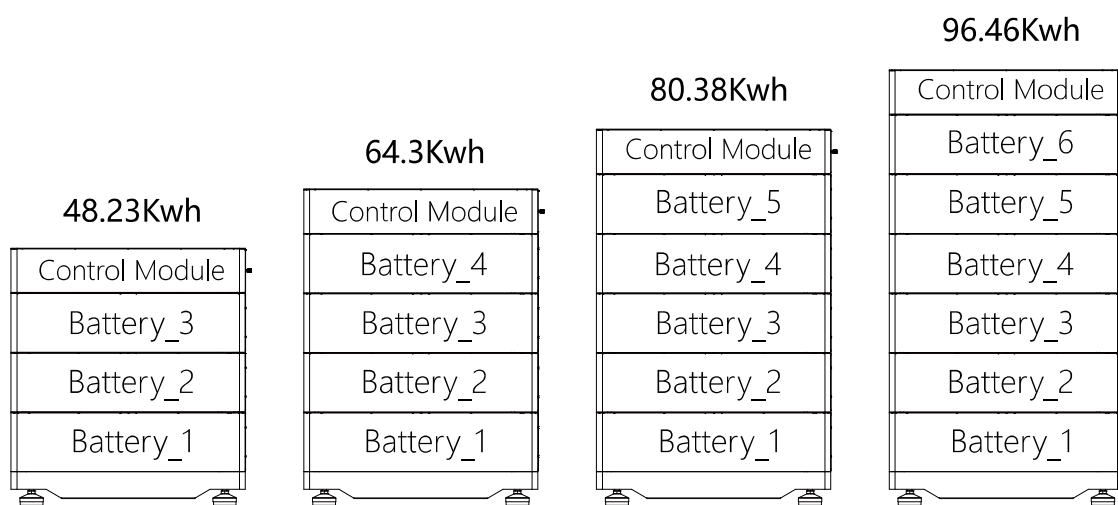 48.23Kwh
Control Module
Battery_3
Battery_2
Battery_1
64.3Kwh
Control Module
Battery_4
Battery_3
Battery_2
Battery_1
80.38Kwh
Control Module
Battery_5
Battery_4
Battery_3
Battery_2
Battery_1
96.46Kwh
Control Module
Battery_6
Battery_5
Battery_4
Battery_3
Battery_2
Battery_1